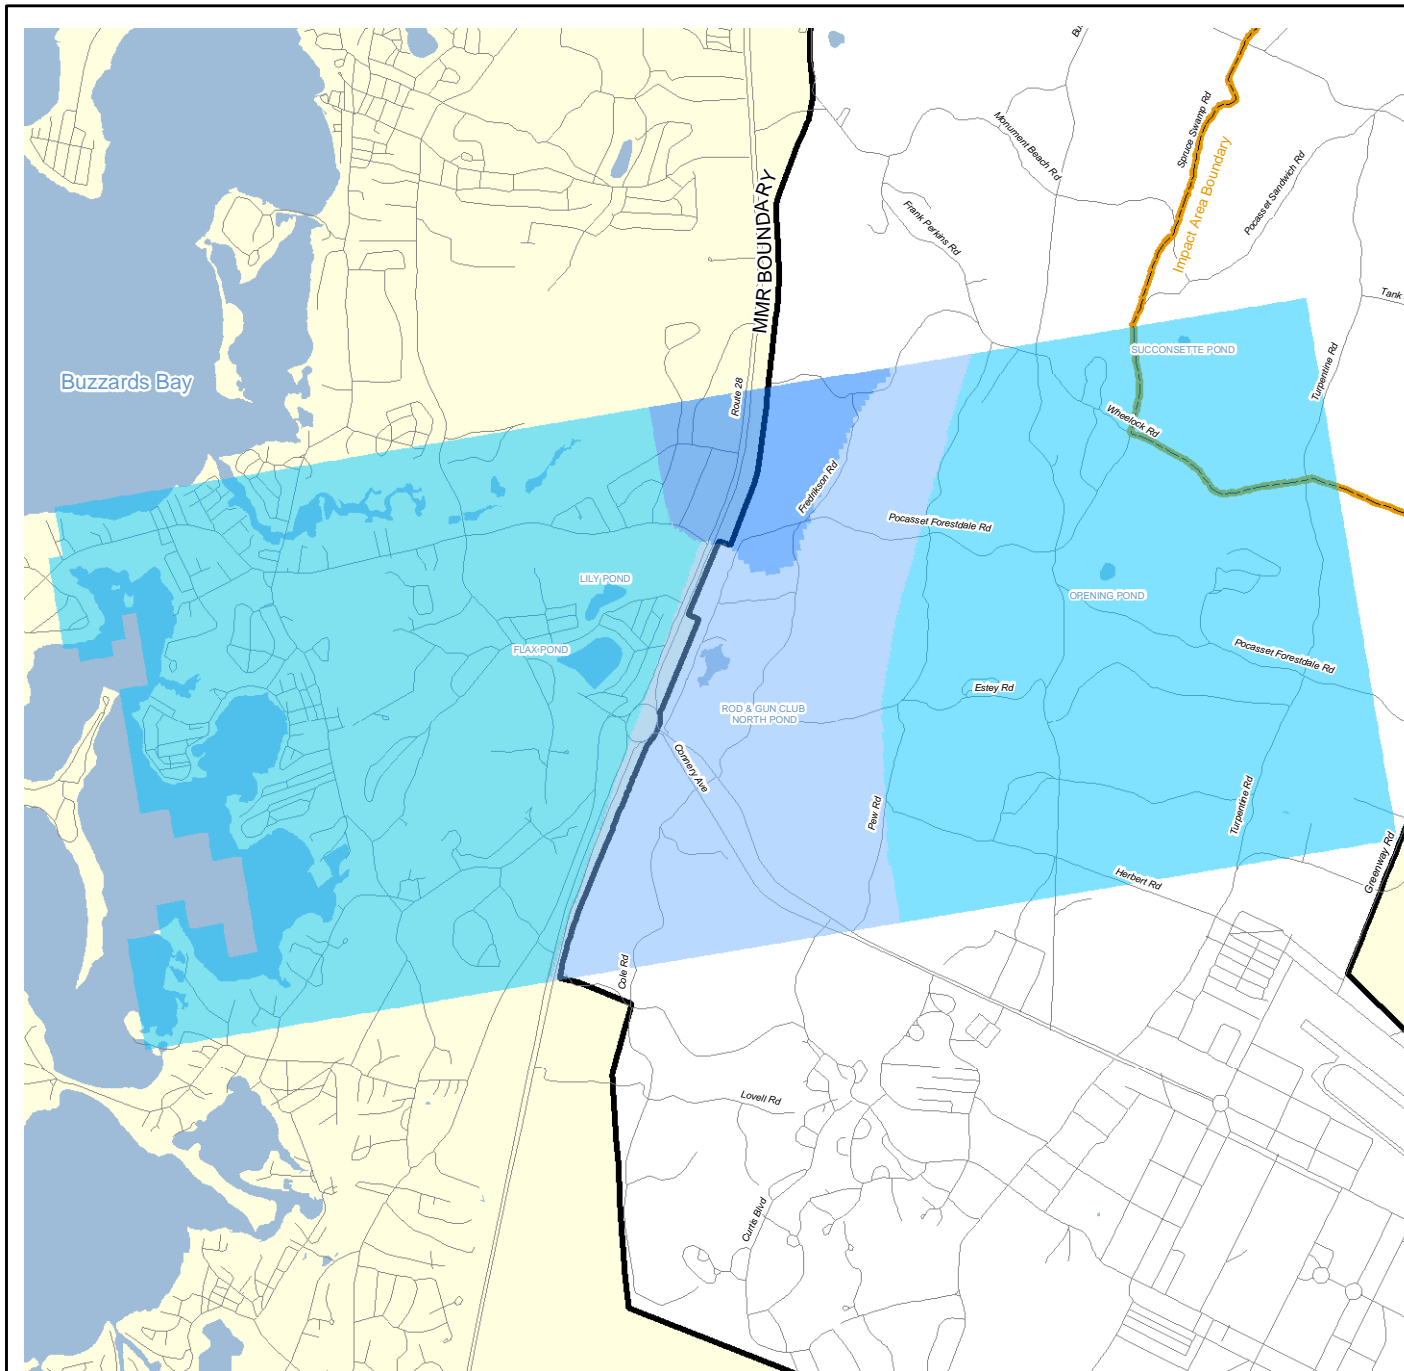 Bu
Monument Beach Rd
Spruce Swamp Rd
Impact Area Boundary
Pocasset Sandwich Rd
MMR BOUNDARY
Frank Perkins Rd
Tank
SUCCONSETTE POND
Turpentine Rd
Buzzards Bay
Route 28
Wheelock Rd
Fredrikson Rd
Pocasset Forestdale Rd
LILY POND
OPENING POND
FLAX POND
Pocasset Forestdale Rd
Estey Rd
ROD & GUN CLUB
NORTH POND
Connery Ave
Pew Rd
Turpentine Rd
Greenway Rd
Herbert Rd
Cole Rd
Lovell Rd
Curtis Blvd